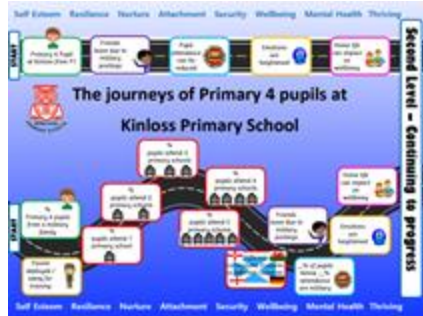 Self Esteem Resilience Nurture Attachment Security Wellbeing Mental Health Thriving
START
Primary 4 Pupil at Kinloss from P1
Friends leave due to military postings
Pupil attendance can be reduced
Emotions are heightened
Home life can impact on wellbeing
The journeys of Primary 4 pupils at
Kinloss Primary School
Second Level – Continuing to progress
%
pupils attend 3
primary schools
%
pupils attend 4
primary schools
%
pupils attend 2
primary schools
%
Primary 4 pupils
from a military
family
%
pupils attend 1
primary school
%
pupils attend 5
primary schools
Friends
leave due to
military
postings
Home life
can impact
on
wellbeing
Emotions
are
heightened
START
Parent
training
% of pupils
attendance
Self Esteem Resilience Nurture Attachment Security Wellbeing Mental Health Thriving